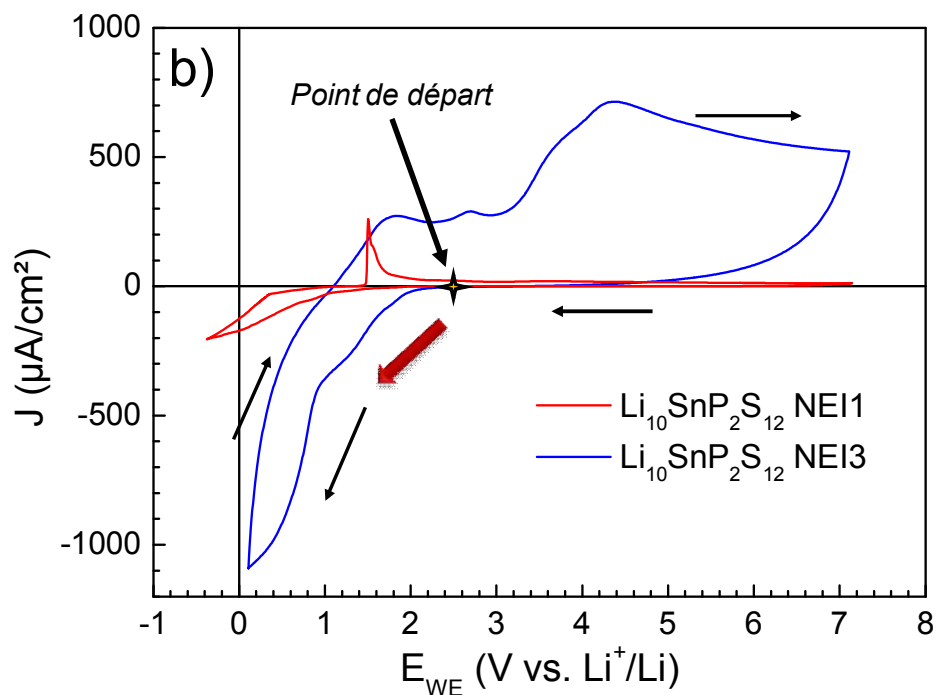 1000
b)
Point de départ
500
0
J (µA/cm²)
Li₁₀SnP₂S₁₂ NEI1
-500
Li₁₀SnP₂S₁₂ NEI3
-1000
-1 0 1 2 3 4 5 6 7 8
E_WE (V vs. Li⁺/Li)